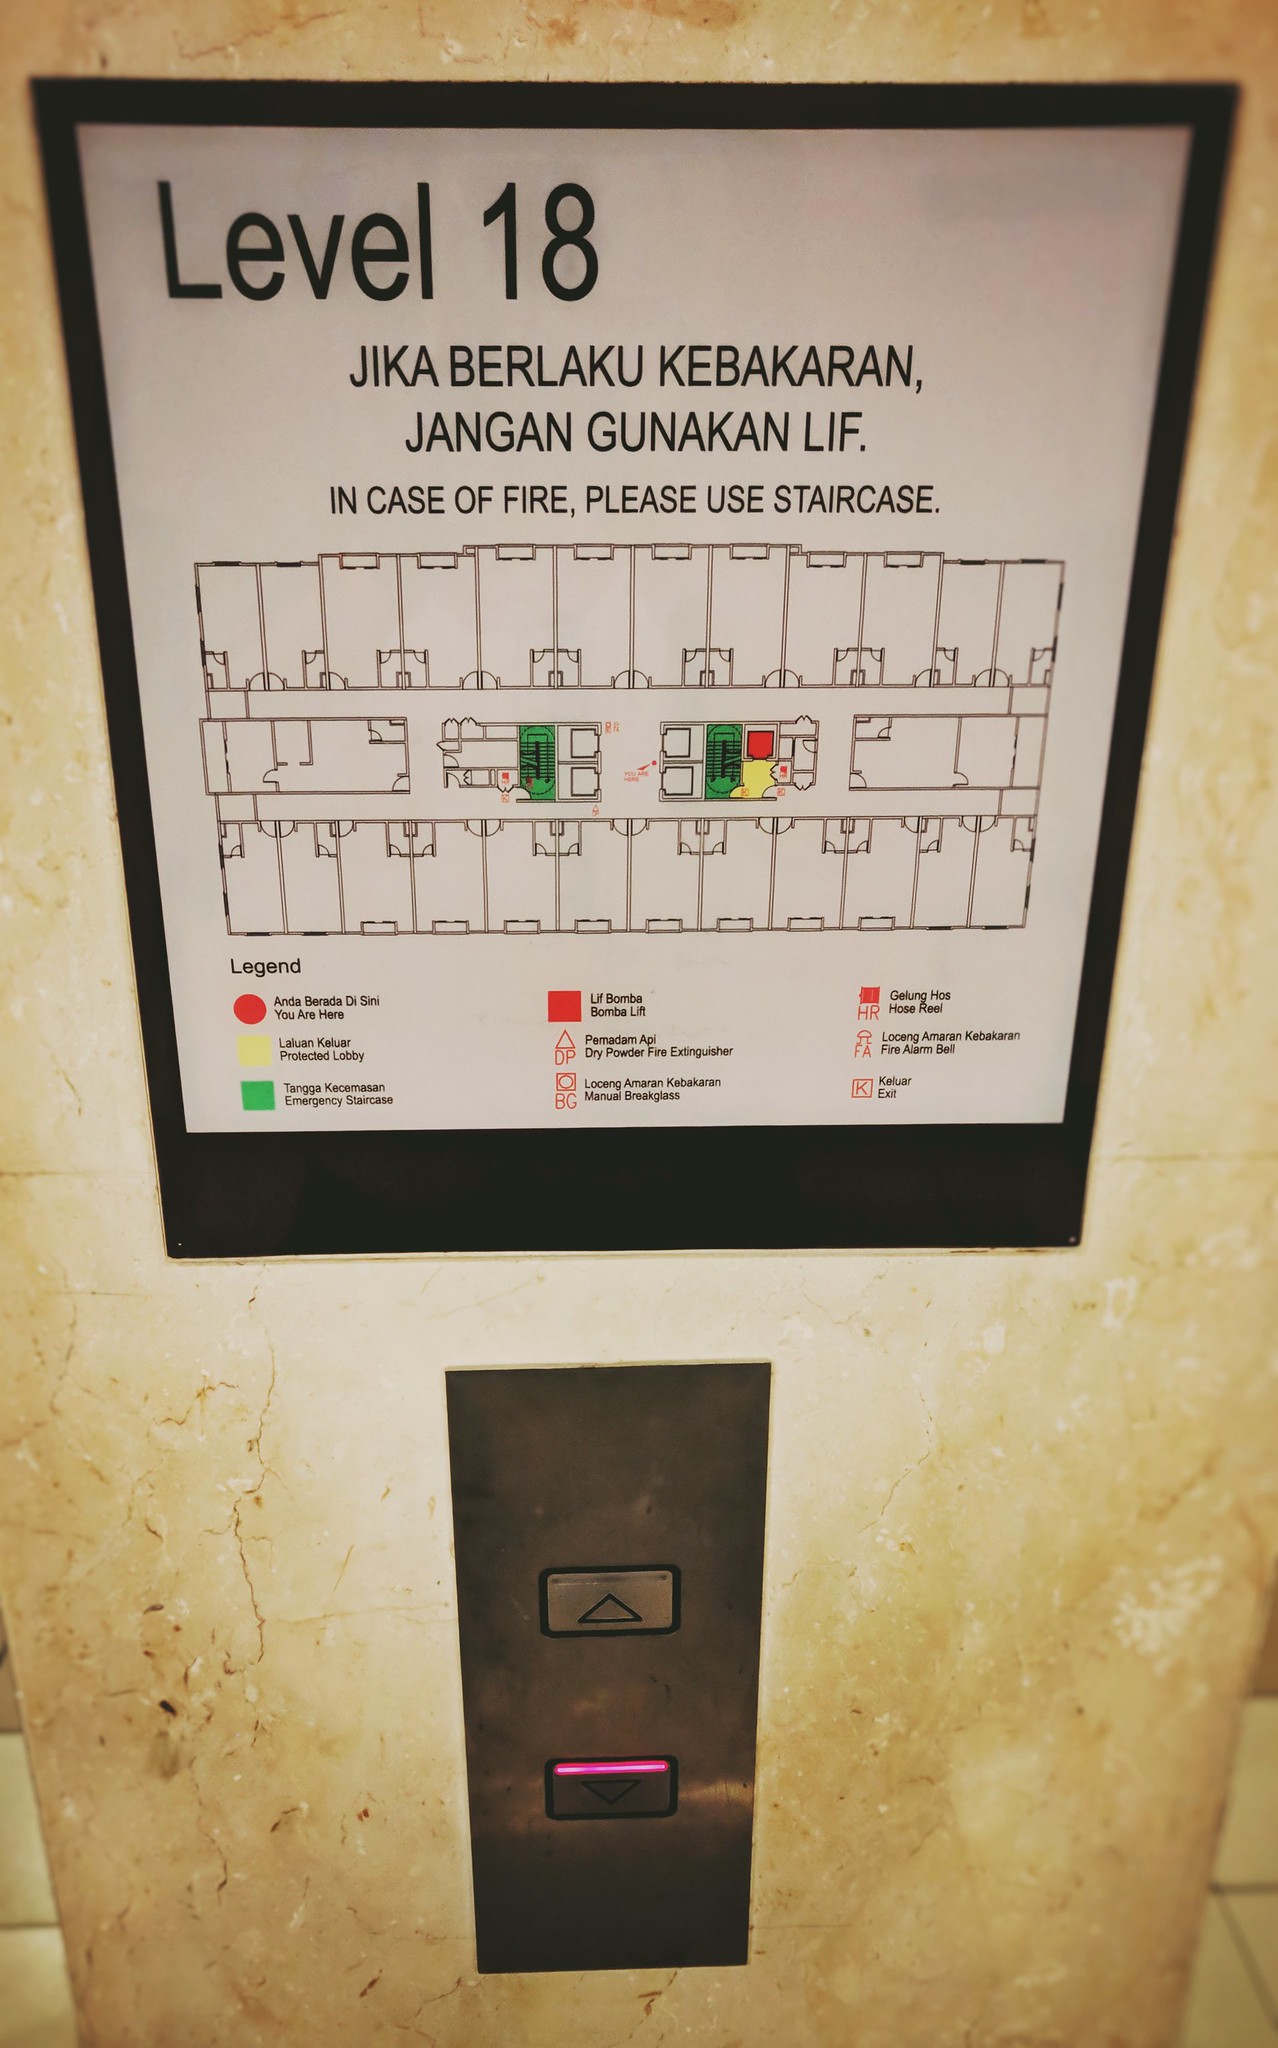 Level 18
JIKA BERLAKU KEBAKARAN,
JANGAN GUNAKAN LIF.
IN CASE OF FIRE, PLEASE USE STAIRCASE.
YOU ARE
HERE
Legend
Anda Berada Di Sini
You Are Here
Laluan Keluar
Protected Lobby
Tangga Kecemasan
Emergency Staircase
Lif Bomba
Bomba Lift
DP
Pemadam Api
Dry Powder Fire Extinguisher
BG
Loceng Amaran Kebakaran
Manual Breakglass
HR
Gelung Hos
Hose Reel
FA
Loceng Amaran Kebakaran
Fire Alarm Bell
K
Keluar
Exit